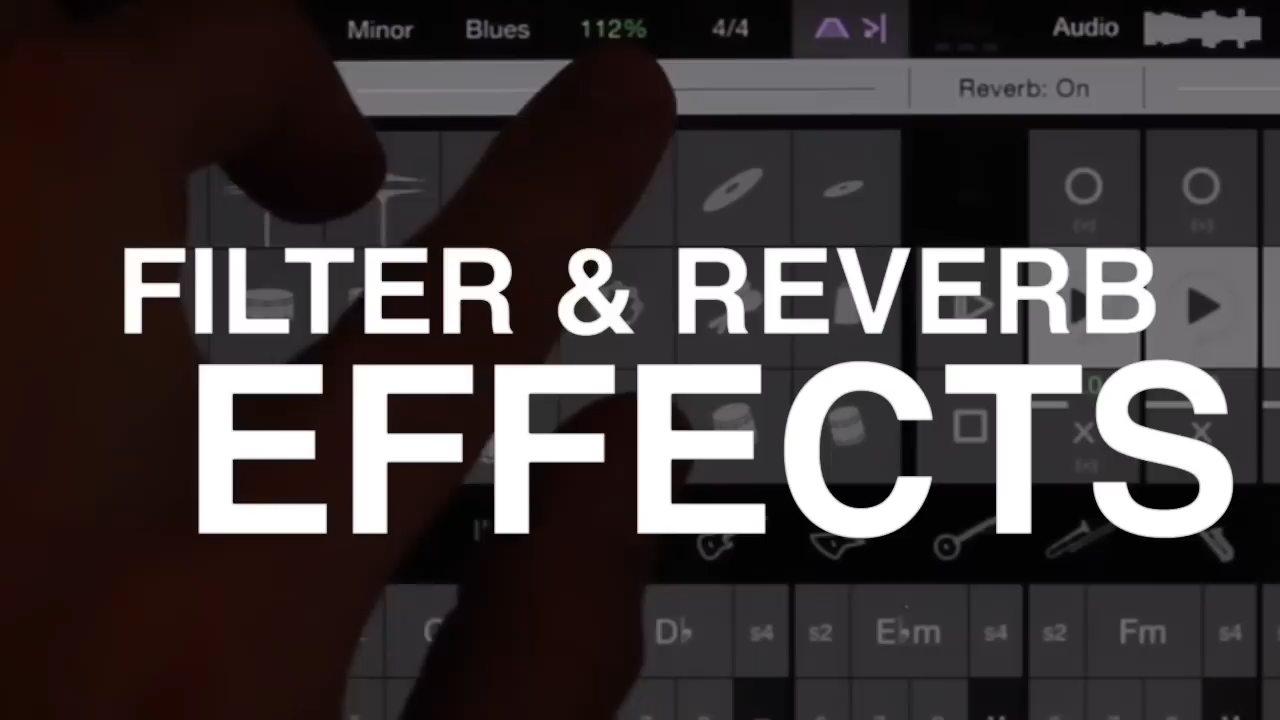 Minor Blues 112% 4/4 Audio
Reverb: On
FILTER & REVERB
EFFECTS
D♭ s4 s2 E♭m s4 s2 Fm s4